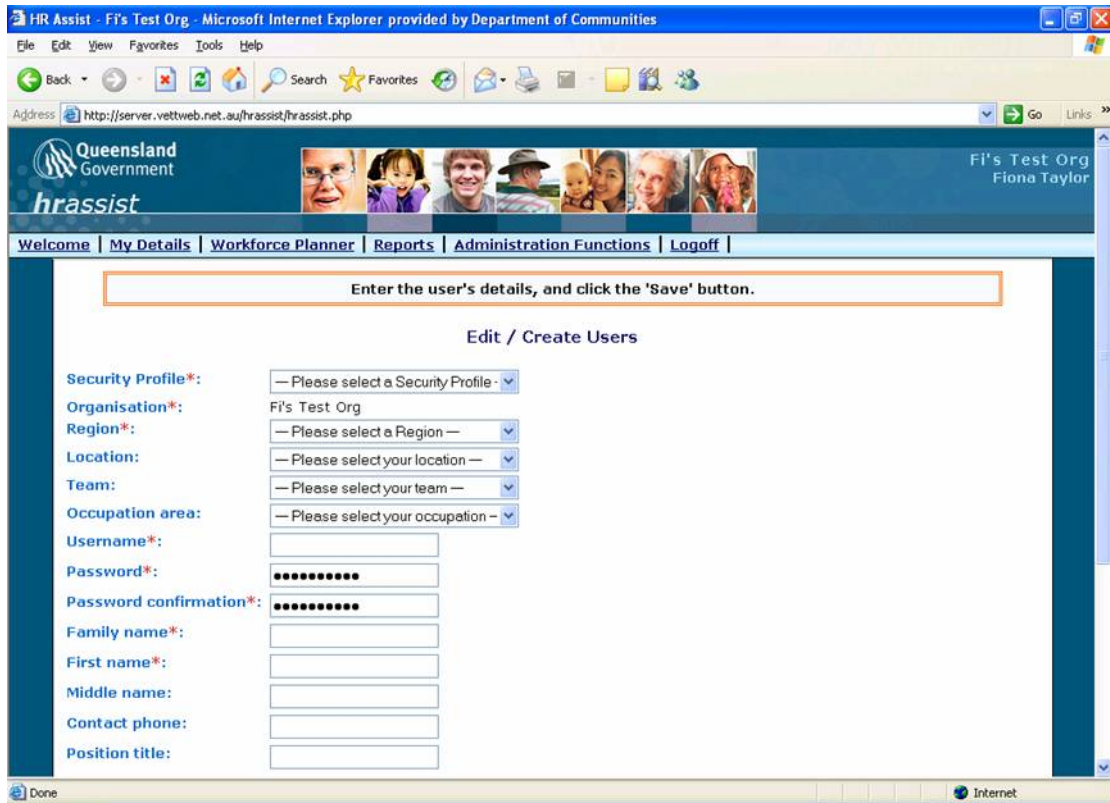 HR Assist - Fi's Test Org - Microsoft Internet Explorer provided by Department of Communities
File Edit View Favorites Tools Help
Back Search Favorites
Address http://server.vettweb.net.au/hrassist/hrassist.php Go Links »
Queensland
Government
hrassist
Fi's Test Org
Fiona Taylor
Welcome | My Details | Workforce Planner | Reports | Administration Functions | Logoff |
Enter the user's details, and click the 'Save' button.
Edit / Create Users
Security Profile*: — Please select a Security Profile -
Organisation*: Fi's Test Org
Region*: — Please select a Region —
Location: — Please select your location —
Team: — Please select your team —
Occupation area: — Please select your occupation –
Username*:
Password*: ••••••••••
Password confirmation*: ••••••••••
Family name*:
First name*:
Middle name:
Contact phone:
Position title:
Done Internet